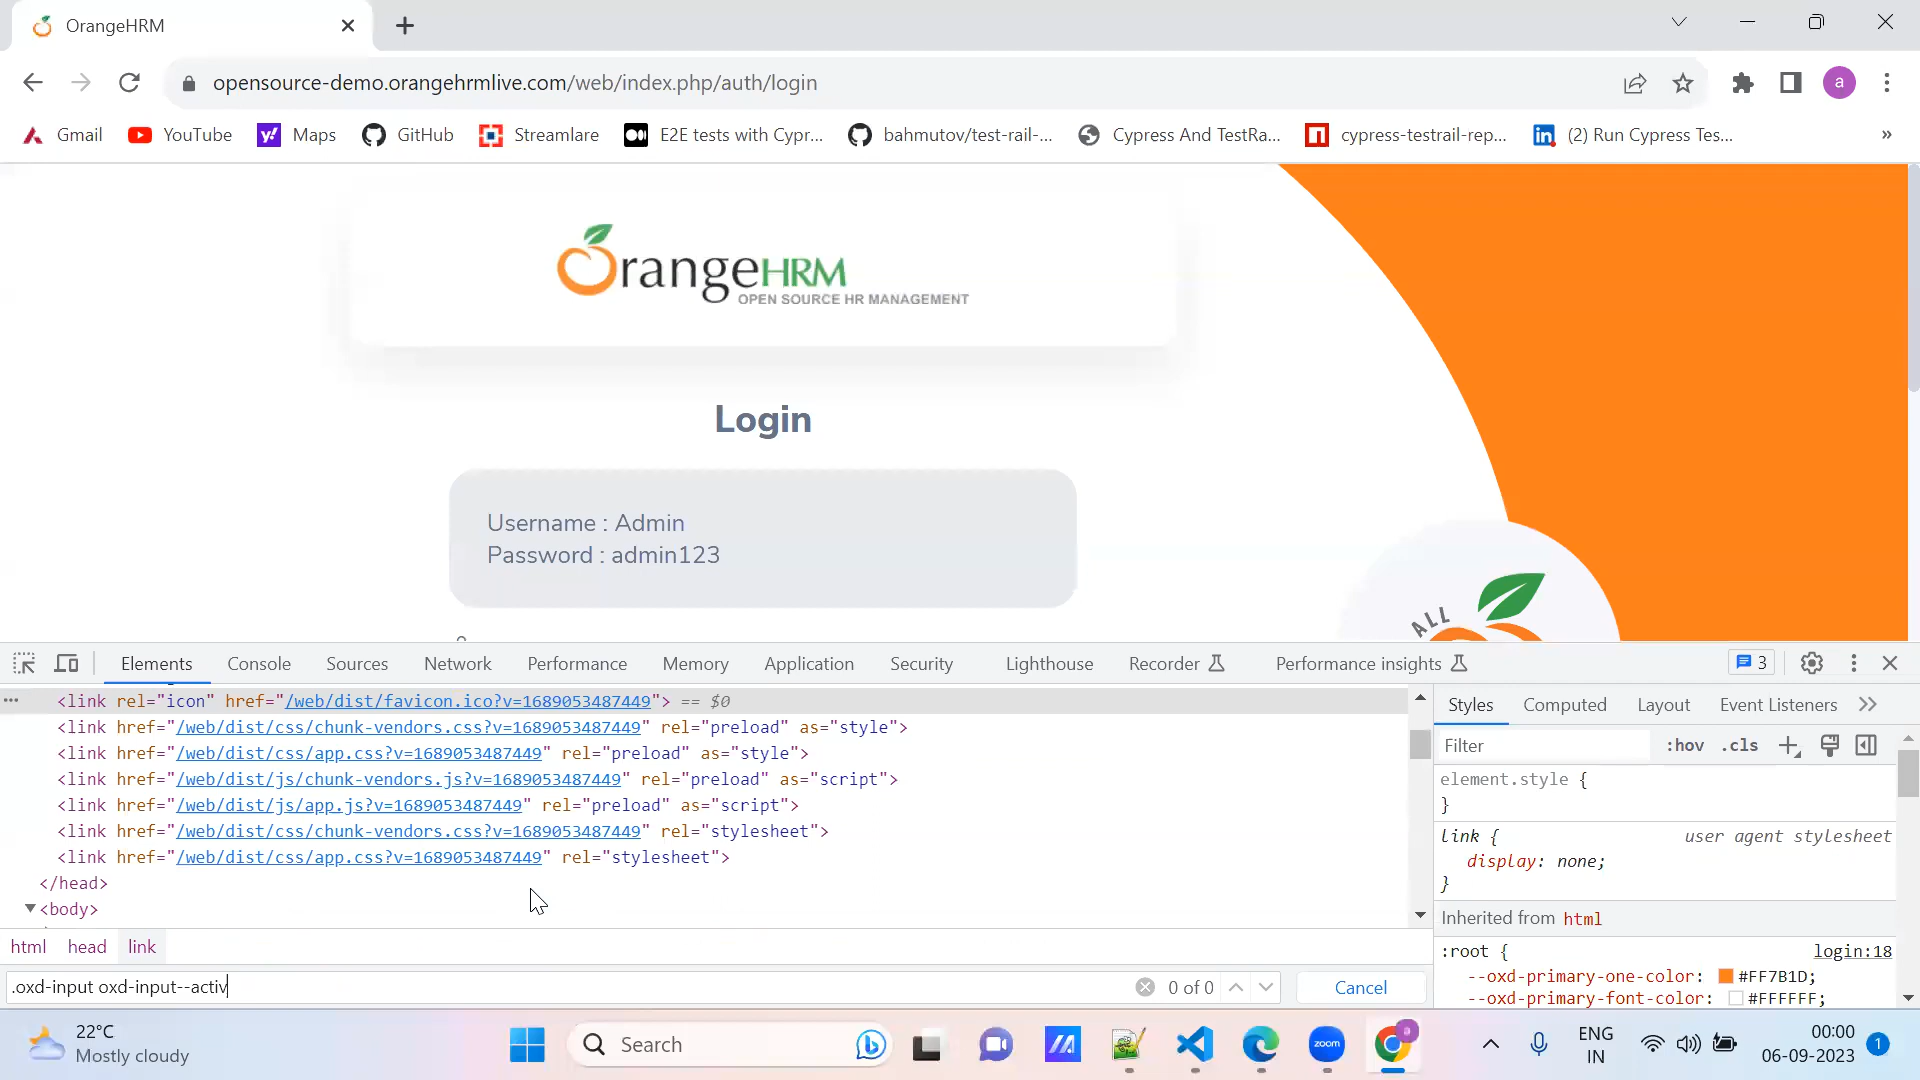 OrangeHRM
opensource-demo.orangehrmlive.com/web/index.php/auth/login
a
Gmail YouTube Maps GitHub Streamlare E2E tests with Cypr... bahmutov/test-rail-... Cypress And TestRa... cypress-testrail-rep... (2) Run Cypress Tes... »
OrangeHRM
OPEN SOURCE HR MANAGEMENT
Login
Username : Admin
Password : admin123
ALL
Elements Console Sources Network Performance Memory Application Security Lighthouse Recorder Performance insights 3
<link rel="icon" href="/web/dist/favicon.ico?v=1689053487449"> == $0
<link href="/web/dist/css/chunk-vendors.css?v=1689053487449" rel="preload" as="style">
<link href="/web/dist/css/app.css?v=1689053487449" rel="preload" as="style">
<link href="/web/dist/js/chunk-vendors.js?v=1689053487449" rel="preload" as="script">
<link href="/web/dist/js/app.js?v=1689053487449" rel="preload" as="script">
<link href="/web/dist/css/chunk-vendors.css?v=1689053487449" rel="stylesheet">
<link href="/web/dist/css/app.css?v=1689053487449" rel="stylesheet">
</head>
<body>
html head link
.oxd-input oxd-input--activ 0 of 0 Cancel
Styles Computed Layout Event Listeners »
Filter :hov .cls
element.style {
}
link { user agent stylesheet
display: none;
}
Inherited from html
:root { login:18
--oxd-primary-one-color: #FF7B1D;
--oxd-primary-font-color: #FFFFFF;
22°C
Mostly cloudy
Search
zoom
a
ENG
IN
00:00
06-09-2023
1